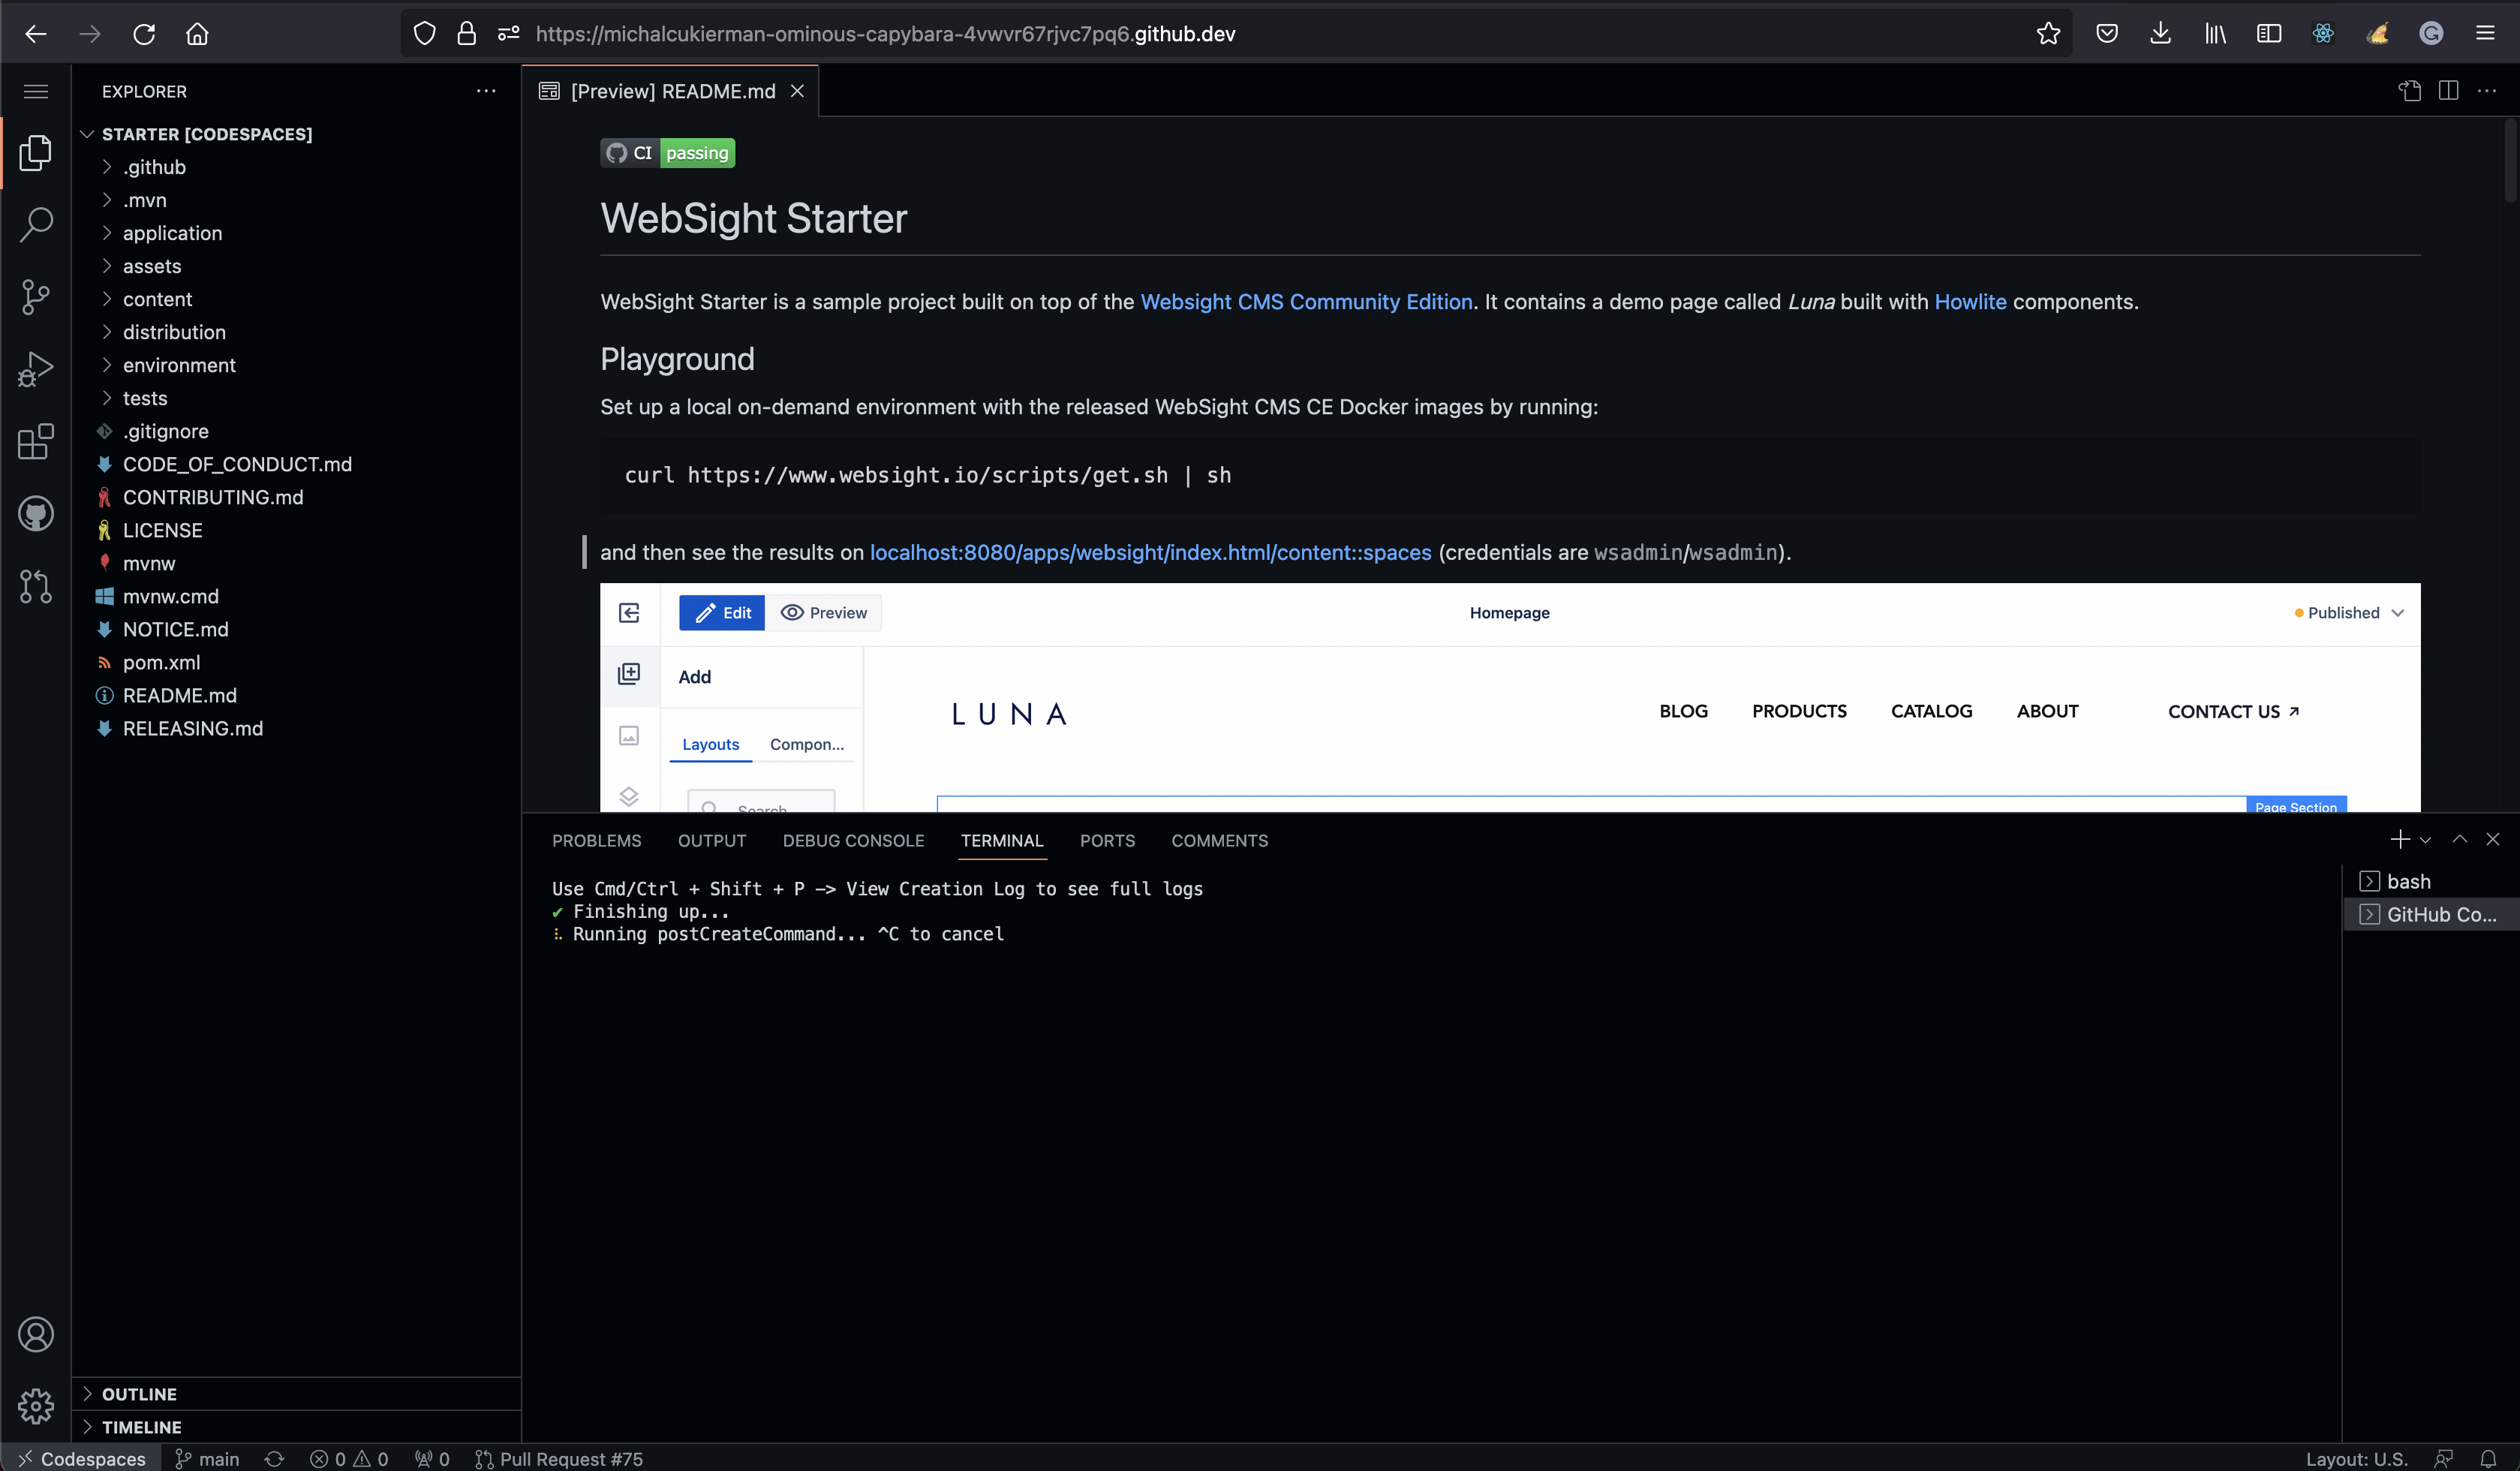 https://michalcukierman-ominous-capybara-4vwvr67rjvc7pq6.github.dev
EXPLORER
STARTER [CODESPACES]
.github
.mvn
application
assets
content
distribution
environment
tests
.gitignore
CODE_OF_CONDUCT.md
CONTRIBUTING.md
LICENSE
mvnw
mvnw.cmd
NOTICE.md
pom.xml
README.md
RELEASING.md
OUTLINE
TIMELINE
[Preview] README.md
CI passing
WebSight Starter
WebSight Starter is a sample project built on top of the Websight CMS Community Edition. It contains a demo page called Luna built with Howlite components.
Playground
Set up a local on-demand environment with the released WebSight CMS CE Docker images by running:
curl https://www.websight.io/scripts/get.sh | sh
and then see the results on localhost:8080/apps/websight/index.html/content::spaces (credentials are wsadmin/wsadmin).
Edit Preview Homepage Published
Add
LUNA BLOG PRODUCTS CATALOG ABOUT CONTACT US
Layouts Compon...
Search
Page Section
PROBLEMS OUTPUT DEBUG CONSOLE TERMINAL PORTS COMMENTS
Use Cmd/Ctrl + Shift + P —> View Creation Log to see full logs
✔ Finishing up...
Running postCreateCommand... ^C to cancel
bash
GitHub Co...
Codespaces main 0 0 0 Pull Request #75 Layout: U.S.